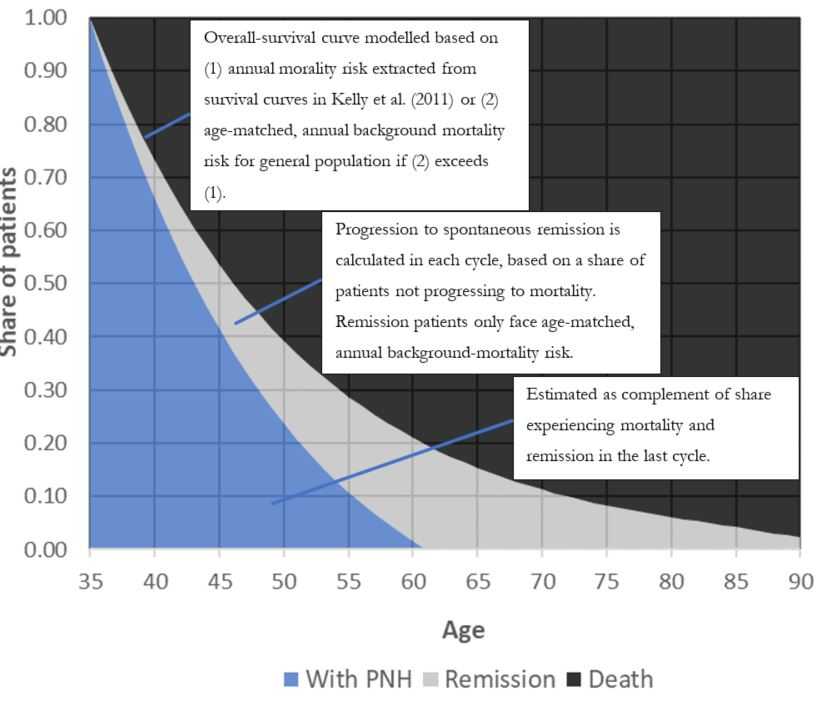 1.00
0.90
0.80
0.70
0.60
0.50
0.40
0.30
0.20
0.10
0.00
Share of patients
Overall-survival curve modelled based on
(1) annual morality risk extracted from
survival curves in Kelly et al. (2011) or (2)
age-matched, annual background mortality
risk for general population if (2) exceeds
(1).
Progression to spontaneous remission is
calculated in each cycle, based on a share of
patients not progressing to mortality.
Remission patients only face age-matched,
annual background-mortality risk.
Estimated as complement of share
experiencing mortality and
remission in the last cycle.
35 40 45 50 55 60 65 70 75 80 85 90
Age
With PNH Remission Death